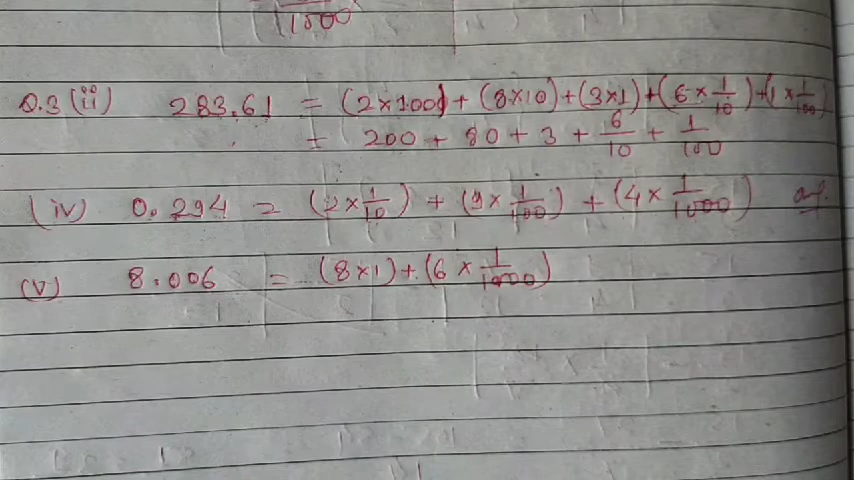 1000
Q.3 (iii) 283.61 = (2×100) + (8×10) + (3×1) + (6 × 1/10) + (1 × 1/100)
+ 200 + 80 + 3 + 6/10 + 1/100
(iv) 0.294 = (2 × 1/10) + (9 × 1/100) + (4 × 1/1000)
(v) 8.006 = (8×1) + (6 × 1/1000)